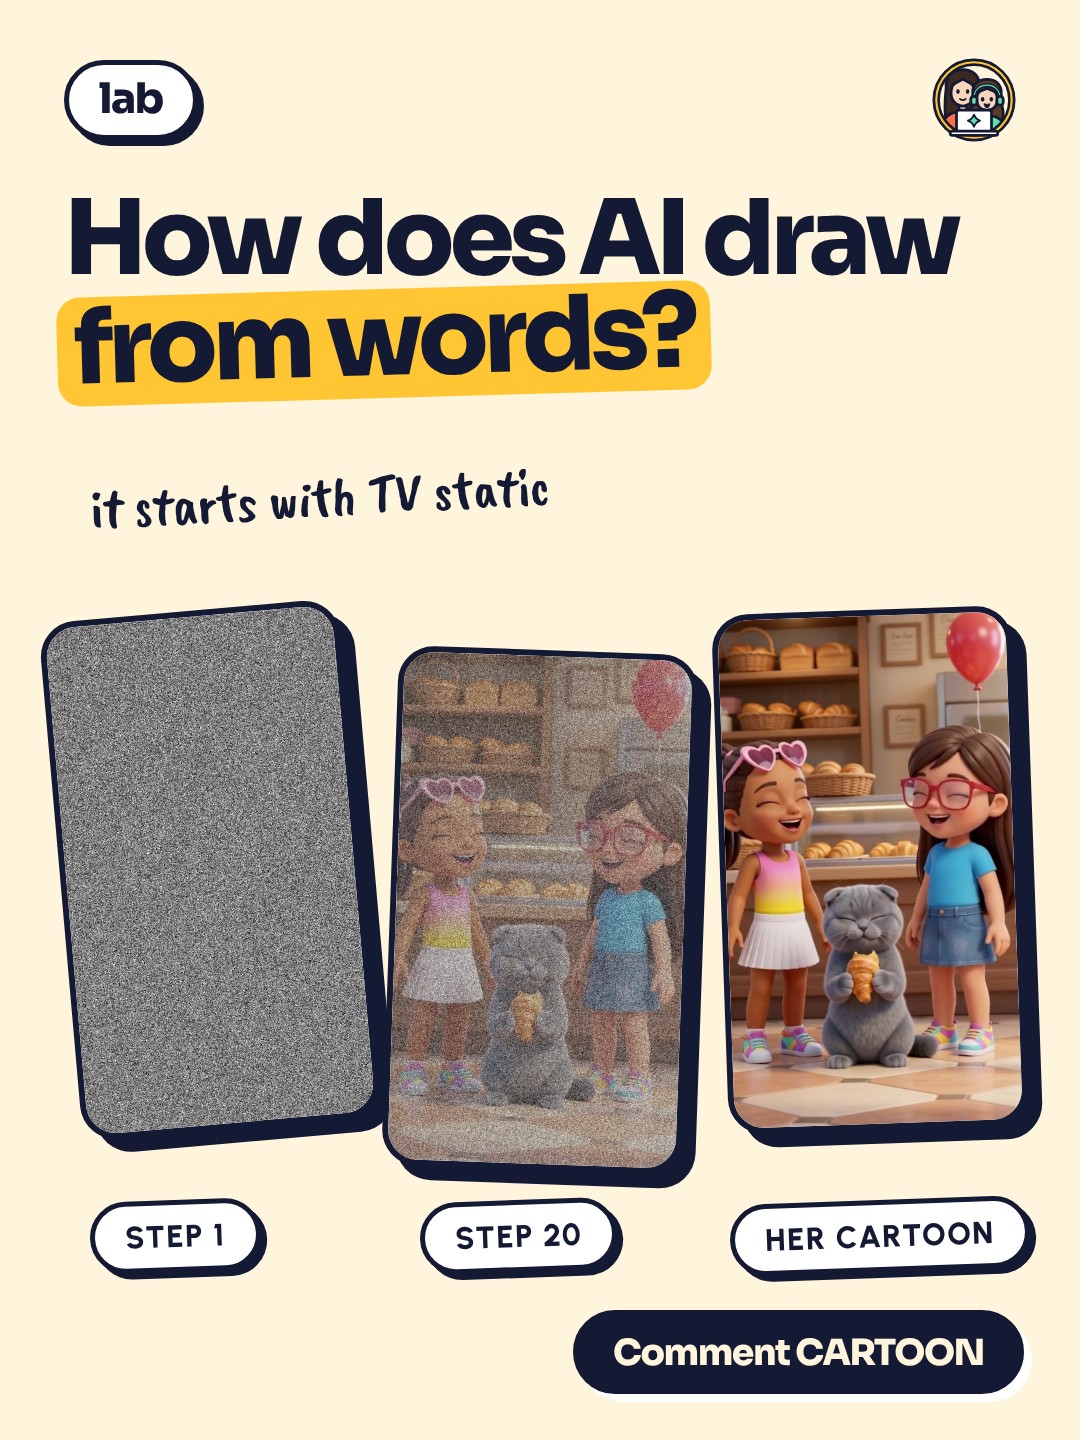 lab
How does AI draw
from words?
it starts with TV static
STEP 1
STEP 20
HER CARTOON
Comment CARTOON